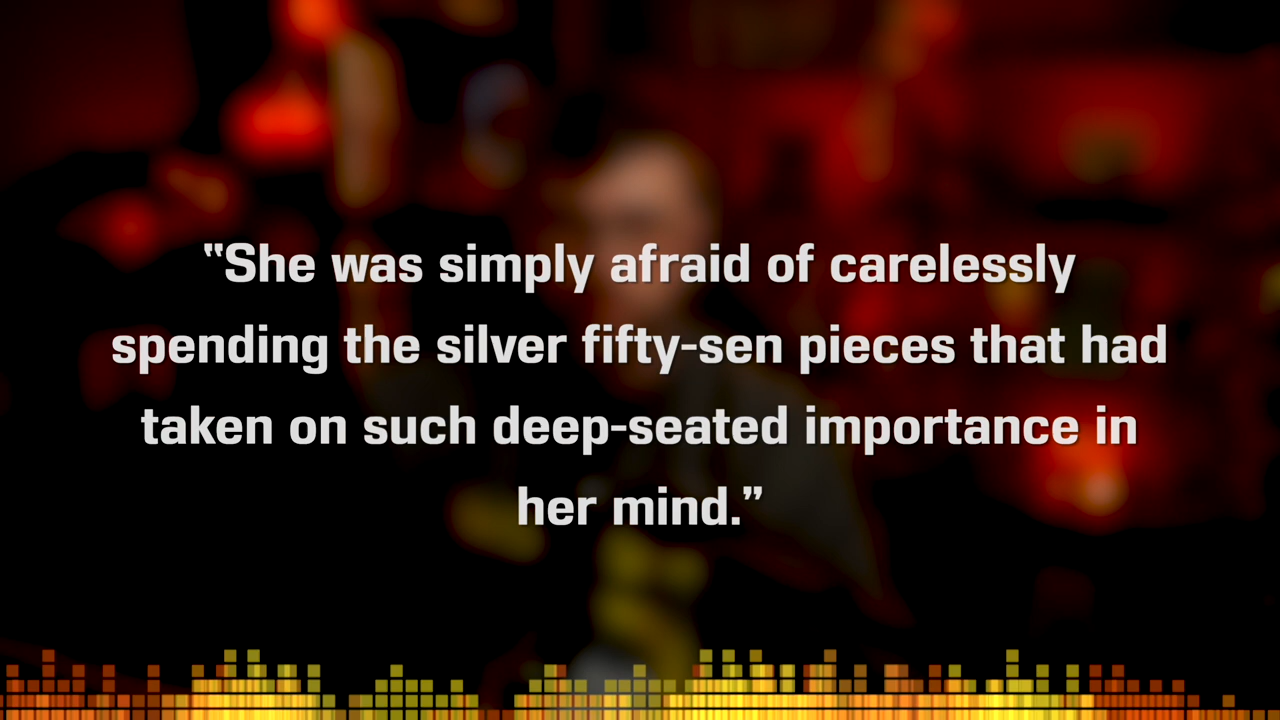 “She was simply afraid of carelessly
spending the silver fifty-sen pieces that had
taken on such deep-seated importance in
her mind.”